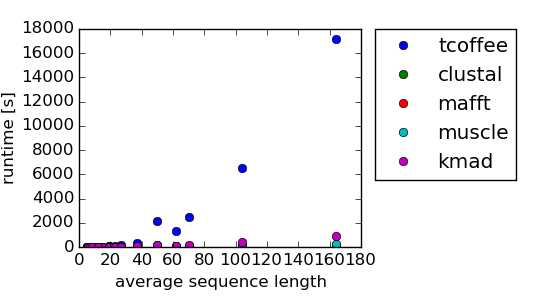 18000
16000
14000
12000
10000
8000
6000
4000
2000
0
runtime [s]
0 20 40 60 80 100 120 140 160 180
average sequence length
tcoffee
clustal
mafft
muscle
kmad